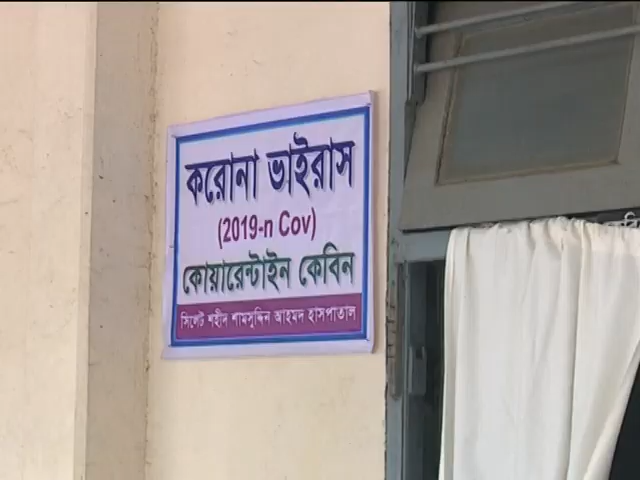 করোনা ভাইরাস
(2019-n Cov)
কোয়ারেন্টাইন কেবিন
সিলেট শহীদ শামসুদ্দিন আহমদ হাসপাতাল